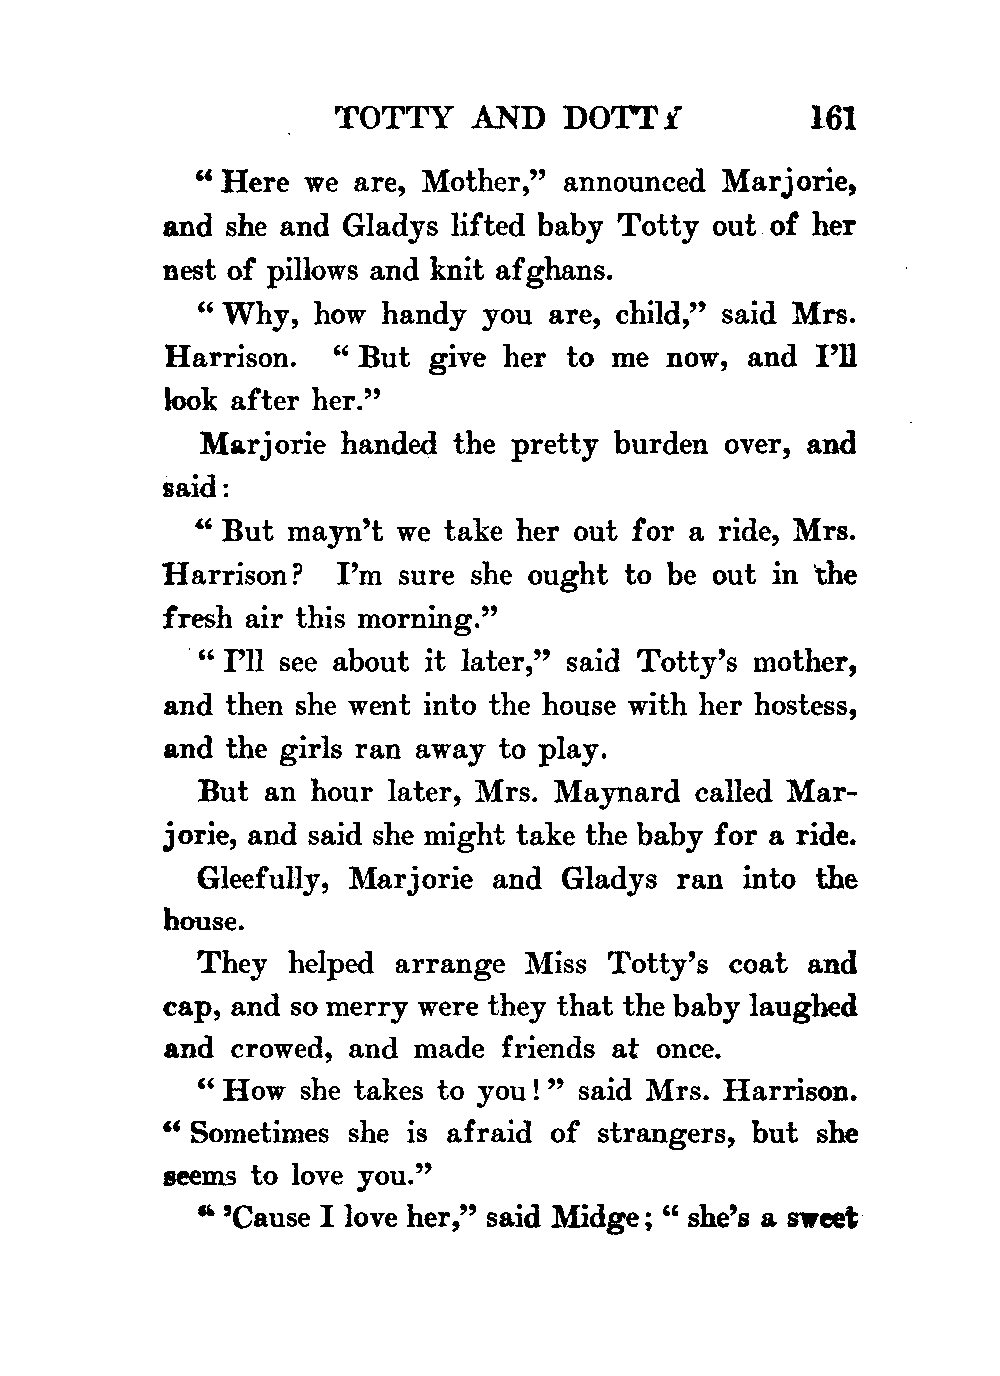 TOTTY AND DOTTY 161
“ Here we are, Mother,” announced Marjorie,
and she and Gladys lifted baby Totty out of her
nest of pillows and knit afghans.
“ Why, how handy you are, child,” said Mrs.
Harrison. “ But give her to me now, and I’ll
look after her.”
Marjorie handed the pretty burden over, and
said:
“ But mayn’t we take her out for a ride, Mrs.
Harrison? I’m sure she ought to be out in the
fresh air this morning.”
“ I’ll see about it later,” said Totty’s mother,
and then she went into the house with her hostess,
and the girls ran away to play.
But an hour later, Mrs. Maynard called Mar-
jorie, and said she might take the baby for a ride.
Gleefully, Marjorie and Gladys ran into the
house.
They helped arrange Miss Totty’s coat and
cap, and so merry were they that the baby laughed
and crowed, and made friends at once.
“ How she takes to you! ” said Mrs. Harrison.
“ Sometimes she is afraid of strangers, but she
seems to love you.”
“ ’Cause I love her,” said Midge; “ she’s a sweet